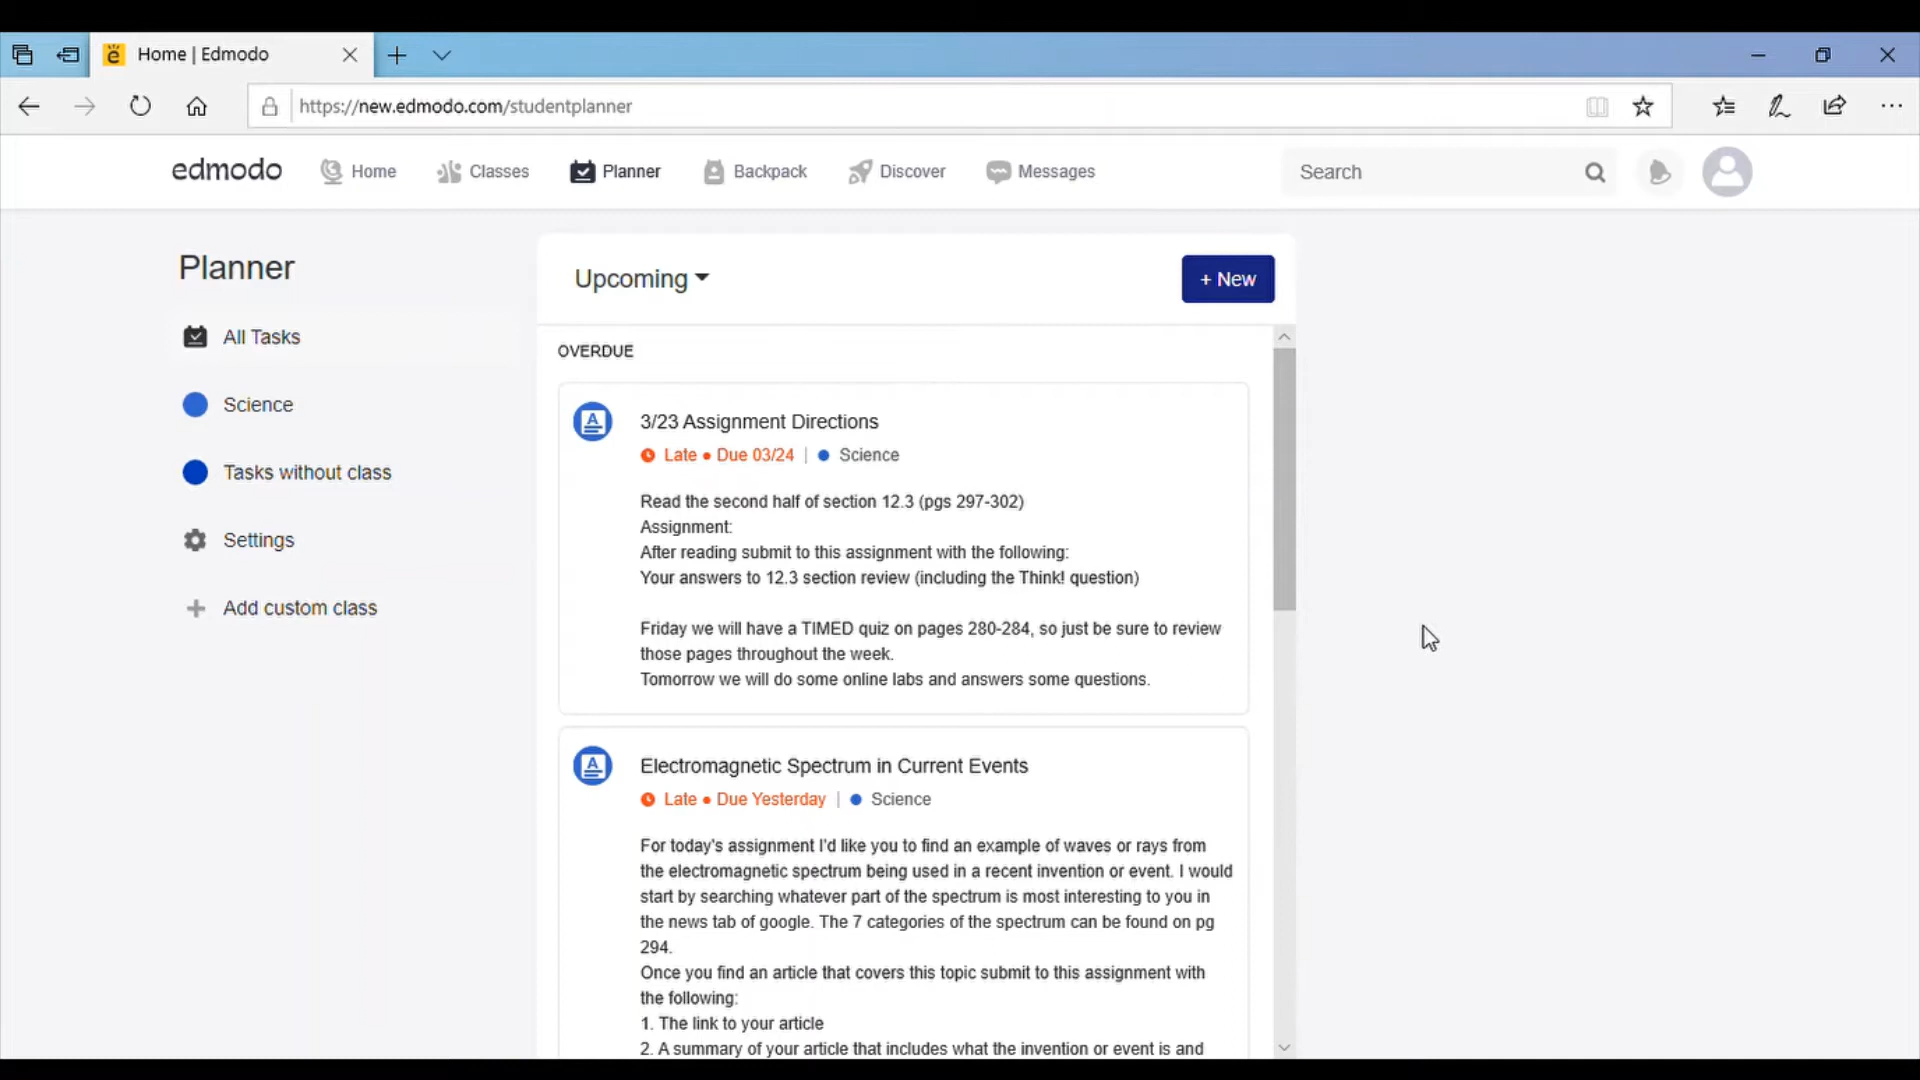 Home | Edmodo
https://new.edmodo.com/studentplanner
edmodo
Home
Classes
Planner
Backpack
Discover
Messages
Search
Planner
All Tasks
Science
Tasks without class
Settings
Add custom class
Upcoming
+ New
OVERDUE
3/23 Assignment Directions
Late • Due 03/24 | Science
Read the second half of section 12.3 (pgs 297-302)
Assignment:
After reading submit to this assignment with the following:
Your answers to 12.3 section review (including the Think! question)
Friday we will have a TIMED quiz on pages 280-284, so just be sure to review
those pages throughout the week.
Tomorrow we will do some online labs and answers some questions.
Electromagnetic Spectrum in Current Events
Late • Due Yesterday | Science
For today's assignment I'd like you to find an example of waves or rays from
the electromagnetic spectrum being used in a recent invention or event. I would
start by searching whatever part of the spectrum is most interesting to you in
the news tab of google. The 7 categories of the spectrum can be found on pg
294.
Once you find an article that covers this topic submit to this assignment with
the following:
1. The link to your article
2. A summary of your article that includes what the invention or event is and